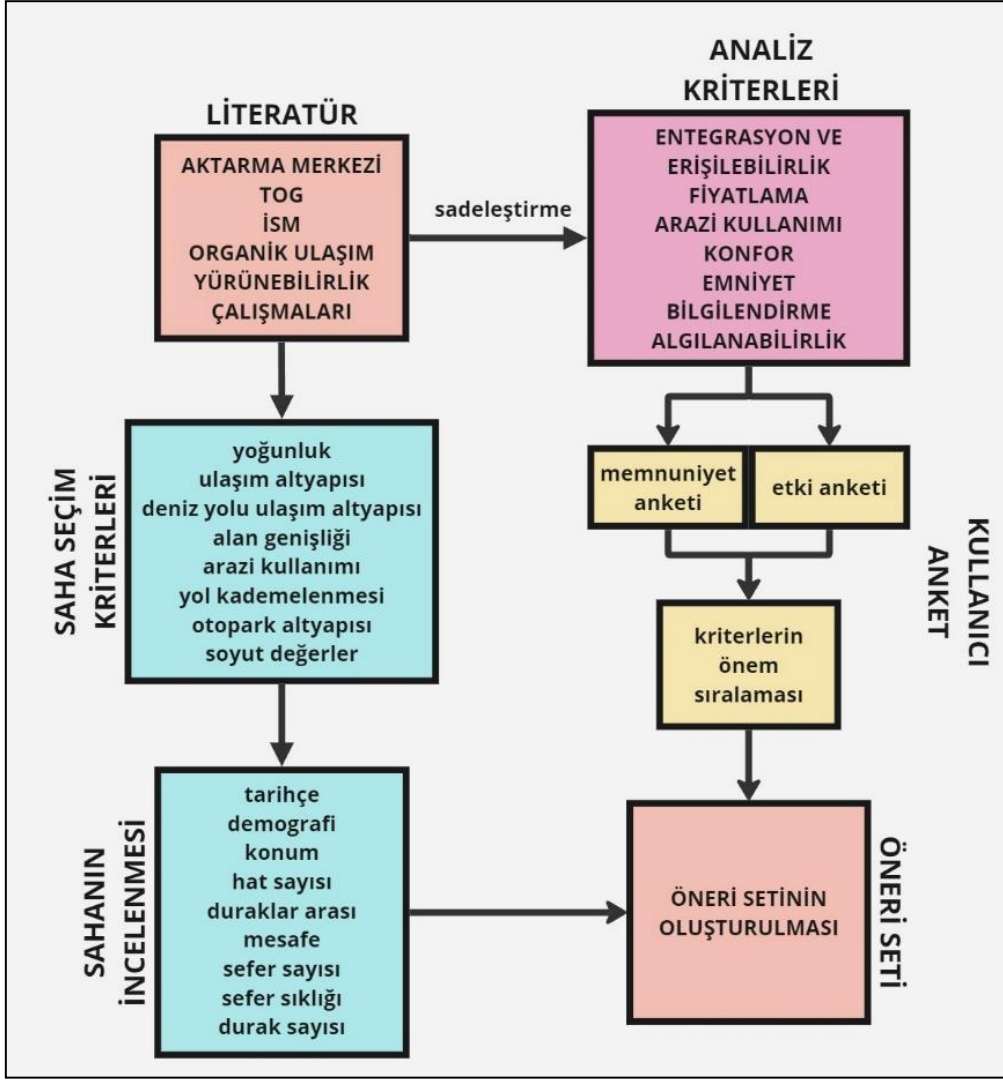 LİTERATÜR
AKTARMA MERKEZİ
TOG
İSM
ORGANİK ULAŞIM
YÜRÜNEBİLİRLİK
ÇALIŞMALARI
sadeleştirme
ANALİZ
KRİTERLERİ
ENTEGRASYON VE
ERİŞİLEBİLİRLİK
FİYATLAMA
ARAZİ KULLANIMI
KONFOR
EMNİYET
BİLGİLENDİRME
ALGILANABİLİRLİK
SAHA SEÇİM
KRİTERLERİ
yoğunluk
ulaşım altyapısı
deniz yolu ulaşım altyapısı
alan genişliği
arazi kullanımı
yol kademelenmesi
otopark altyapısı
soyut değerler
memnuniyet
anketi
etki anketi
KULLANICI
ANKET
kriterlerin
önem
sıralaması
SAHANIN
İNCELENMESİ
tarihçe
demografi
konum
hat sayısı
duraklar arası
mesafe
sefer sayısı
sefer sıklığı
durak sayısı
ÖNERİ SETİNİN
OLUŞTURULMASI
ÖNERİ SETİ